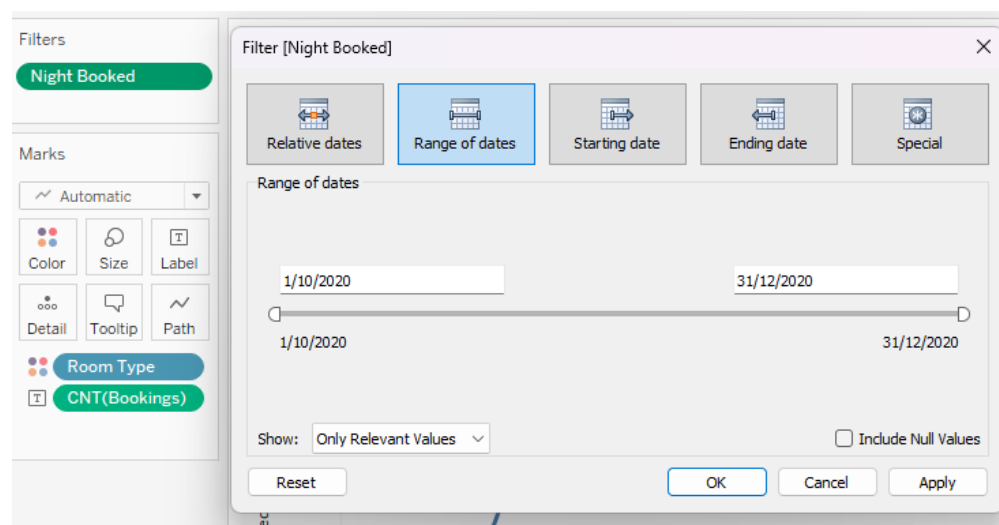 Filters
Night Booked
Marks
Automatic
Color
Size
T
Label
Detail
Tooltip
Path
Room Type
T
CNT(Bookings)
Filter [Night Booked]
Relative dates
Range of dates
Starting date
Ending date
Special
Range of dates
1/10/2020
31/12/2020
1/10/2020
31/12/2020
Show:
Only Relevant Values
Include Null Values
Reset
OK
Cancel
Apply